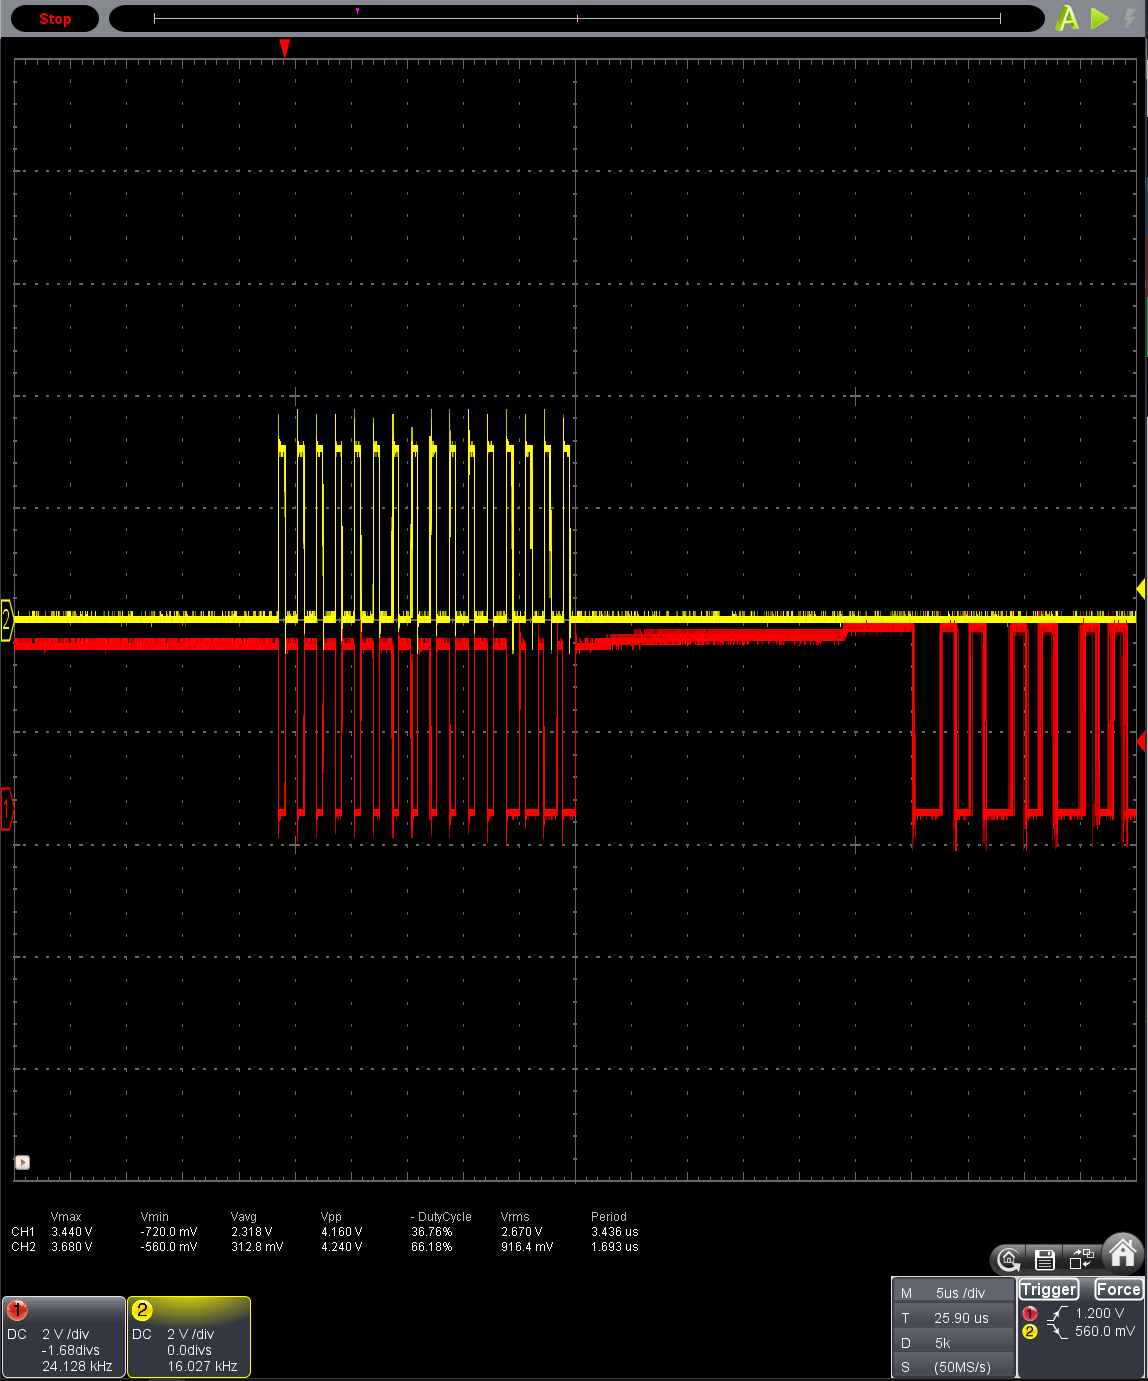 Stop
A
2
1
Vmax Vmin Vavg Vpp - DutyCycle Vrms Period
CH1 3.440 V -720.0 mV 2.318 V 4.160 V 36.76% 2.670 V 3.436 us
CH2 3.680 V -560.0 mV 312.8 mV 4.240 V 66.18% 916.4 mV 1.693 us
1
DC 2 V /div
-1.68divs
24.128 kHz
2
DC 2 V /div
0.0divs
16.027 kHz
M 5us /div
T 25.90 us
D 5k
S (50MS/s)
Trigger Force
1 1.200 V
2 560.0 mV